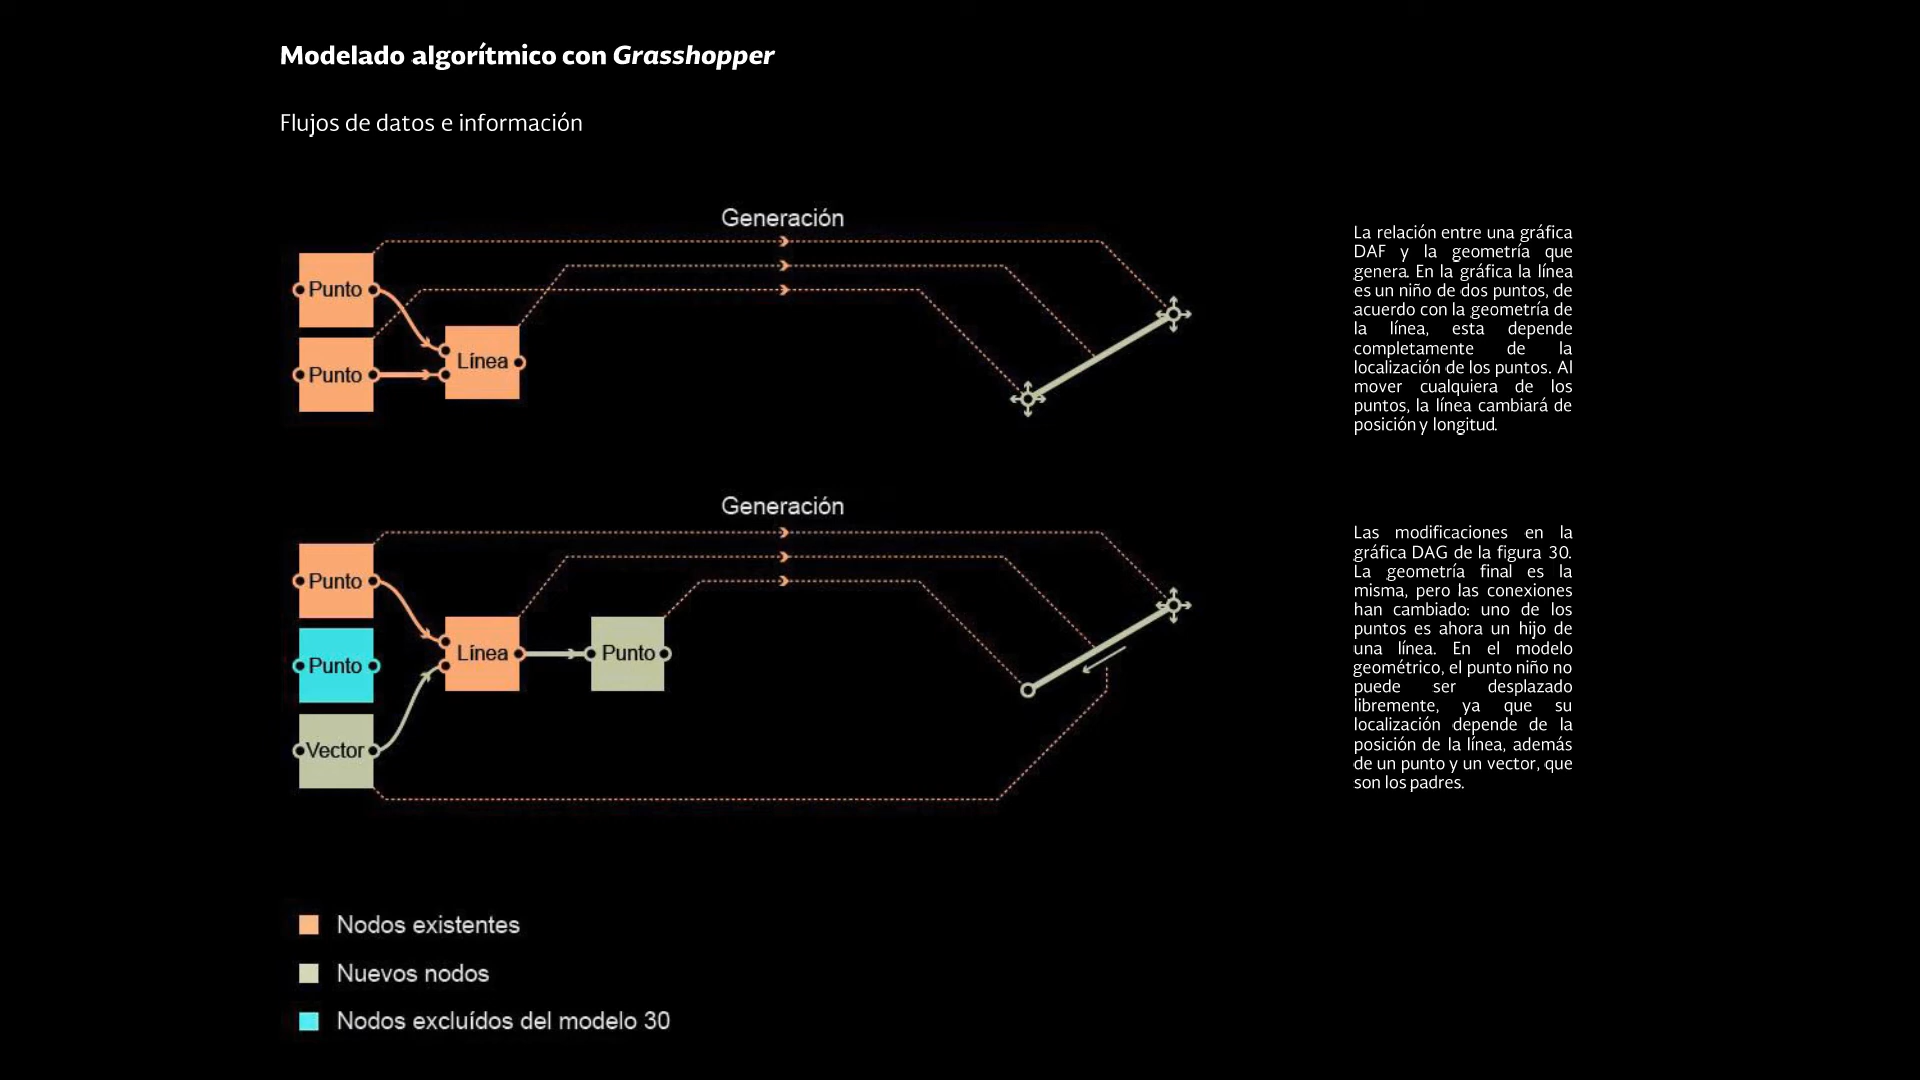 Modelado algorítmico con Grasshopper
Flujos de datos e información
Generación
Punto
Punto
Línea
La relación entre una gráfica
DAF y la geometría que
genera. En la gráfica la línea
es un niño de dos puntos, de
acuerdo con la geometría de
la línea, esta depende
completamente de la
localización de los puntos. Al
mover cualquiera de los
puntos, la línea cambiará de
posición y longitud.
Generación
Punto
Punto
Vector
Línea
Punto
Las modificaciones en la
gráfica DAG de la figura 30.
La geometría final es la
misma, pero las conexiones
han cambiado: uno de los
puntos es ahora un hijo de
una línea. En el modelo
geométrico, el punto niño no
puede ser desplazado
libremente, ya que su
localización depende de la
posición de la línea, además
de un punto y un vector, que
son los padres.
Nodos existentes
Nuevos nodos
Nodos excluídos del modelo 30